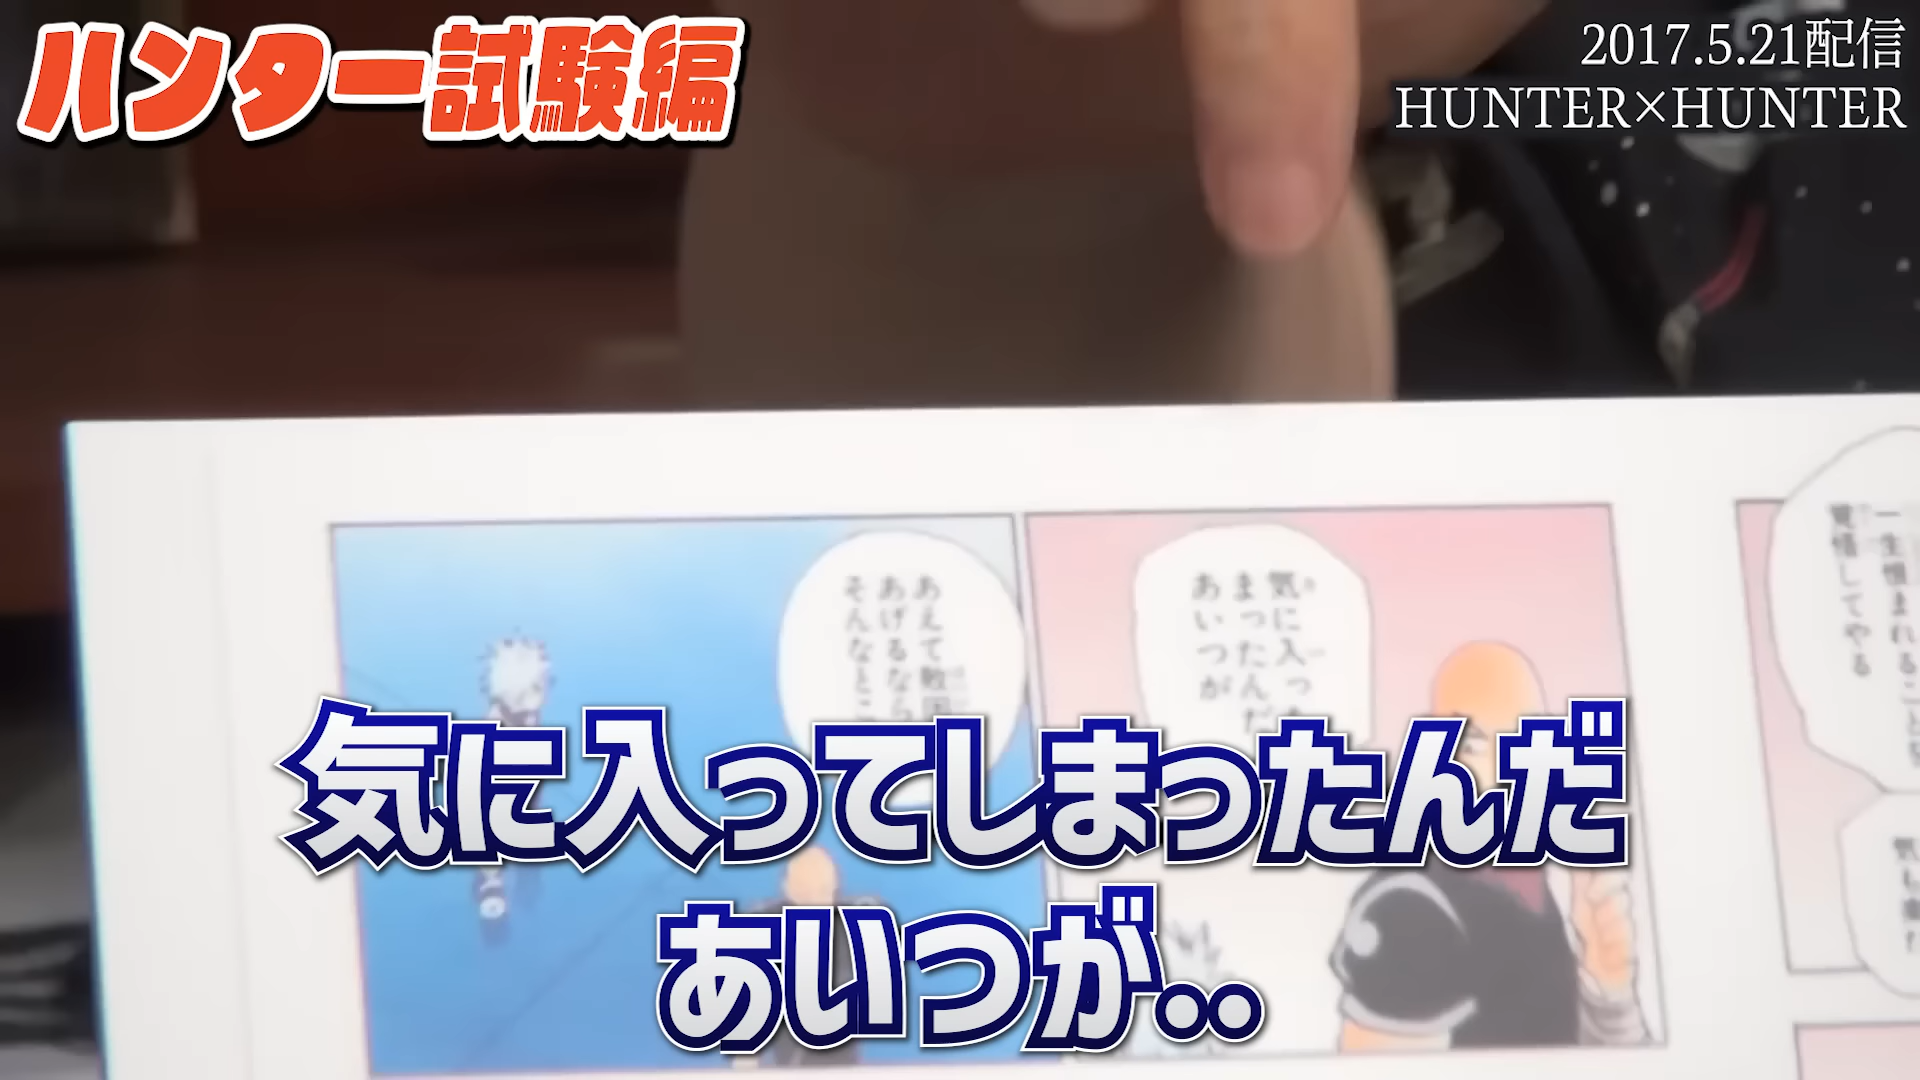 ハンター試験編
2017.5.21配信
HUNTER×HUNTER
一生恨まれることも
覚悟してやる
気に入っ
まったんだ
あいつが
あえて敗因
あげるなら
そんなとこ
気に入ってしまったんだ
あいつが..